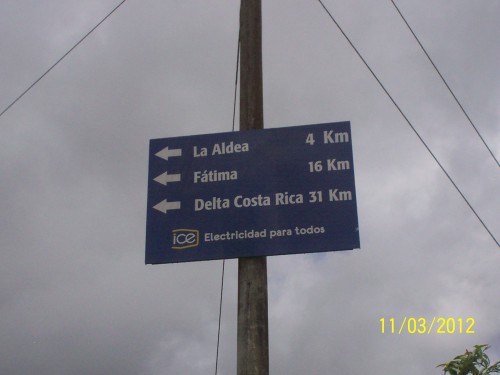 La Aldea 4 Km
Fátima 16 Km
Delta Costa Rica 31 Km
ice Electricidad para todos
11/03/2012